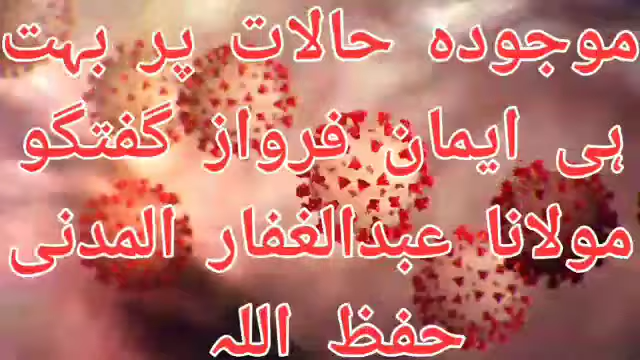 موجودہ حالات پر بہت
ہی ایمان فرواز گفتگو
مولانا عبدالغفار المدنی
حفظ اللہ